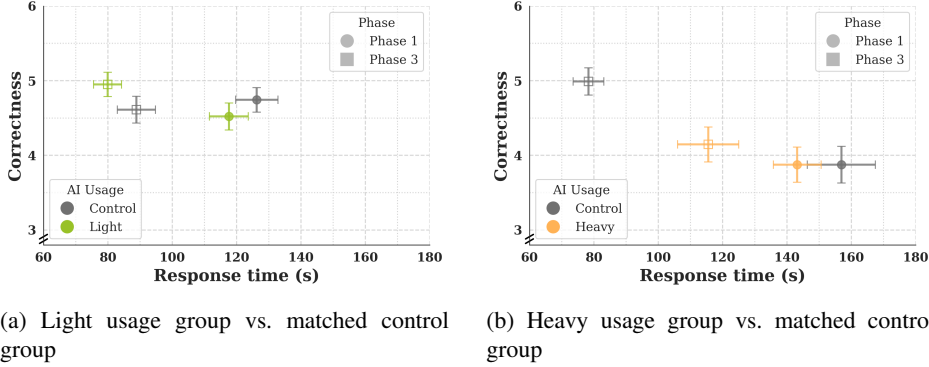 6
5
4
3
Correctness
Phase
Phase 1
Phase 3
AI Usage
Control
Light
60 80 100 120 140 160 180
Response time (s)
6
5
4
3
Correctness
Phase
Phase 1
Phase 3
AI Usage
Control
Heavy
60 80 100 120 140 160 180
Response time (s)
(a) Light usage group vs. matched control
group
(b) Heavy usage group vs. matched contro
group